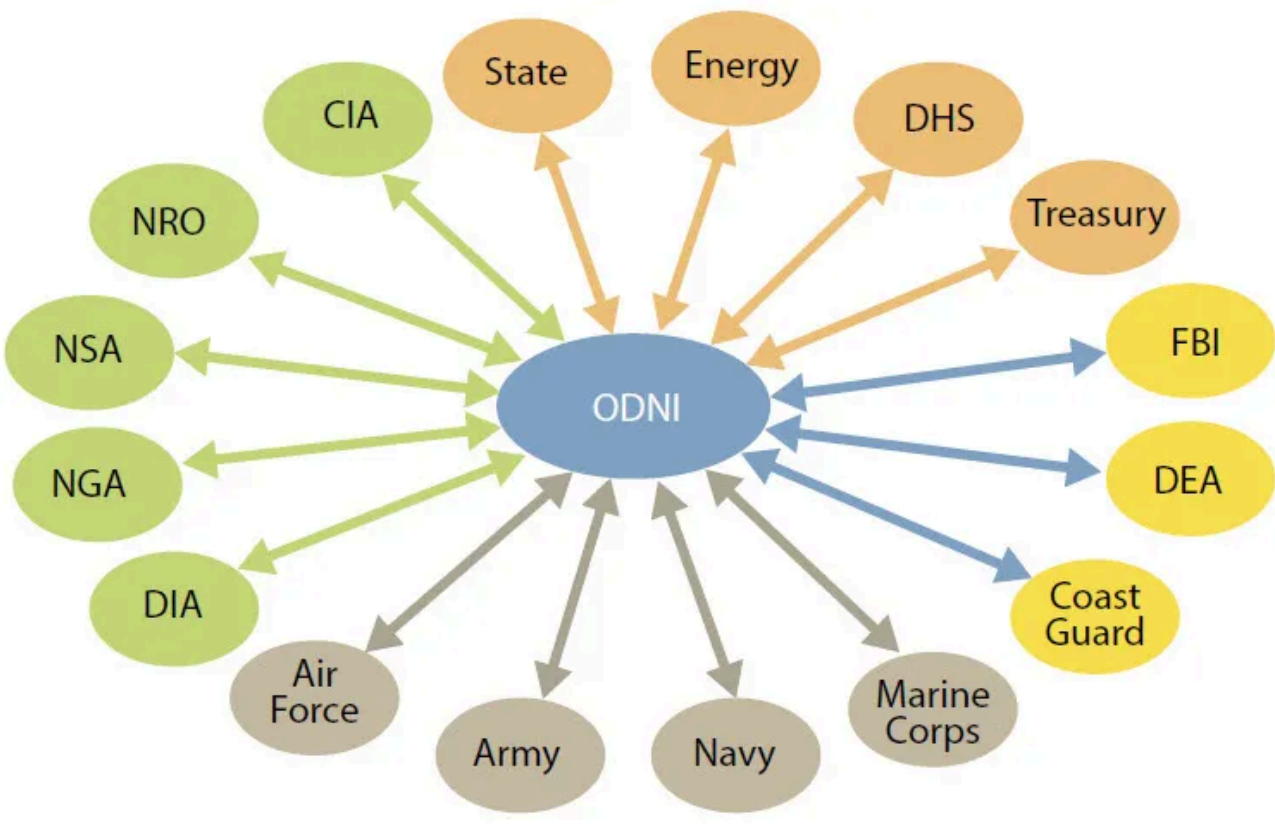 State
Energy
CIA
DHS
NRO
Treasury
NSA
FBI
ODNI
NGA
DEA
DIA
Coast
Guard
Air
Force
Marine
Corps
Army
Navy